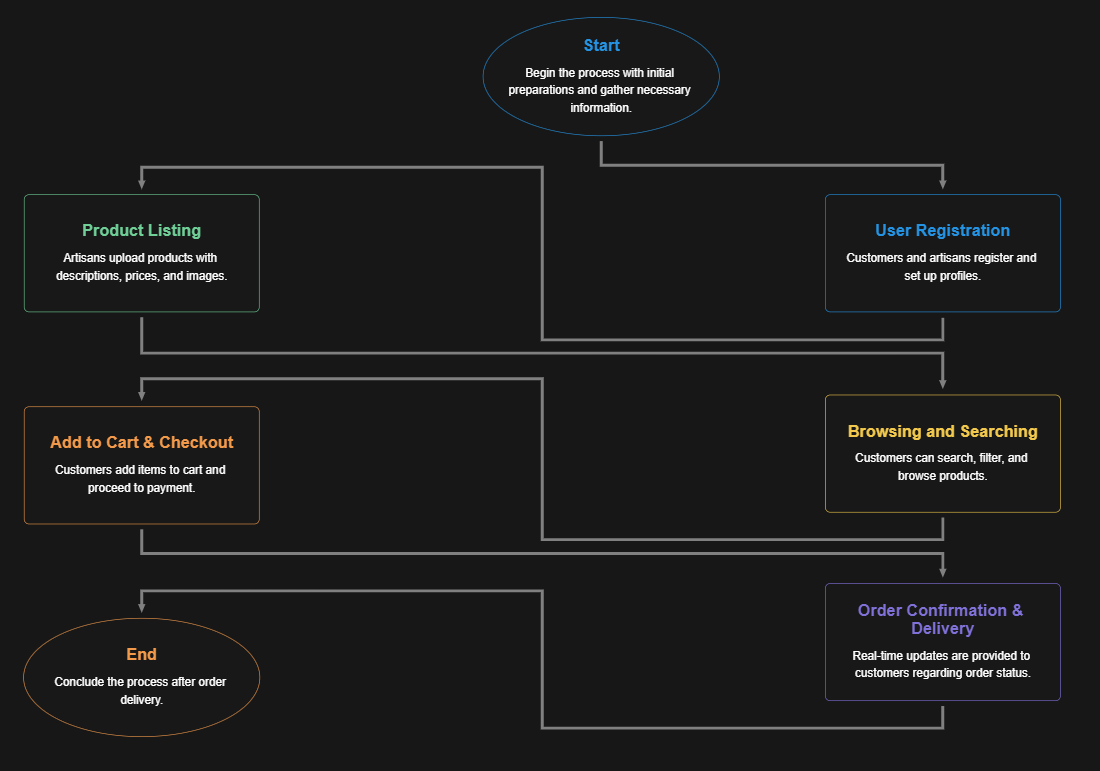 Start
Begin the process with initial
preparations and gather necessary
information.
Product Listing
Artisans upload products with
descriptions, prices, and images.
User Registration
Customers and artisans register and
set up profiles.
Add to Cart & Checkout
Customers add items to cart and
proceed to payment.
Browsing and Searching
Customers can search, filter, and
browse products.
End
Conclude the process after order
delivery.
Order Confirmation &
Delivery
Real-time updates are provided to
customers regarding order status.